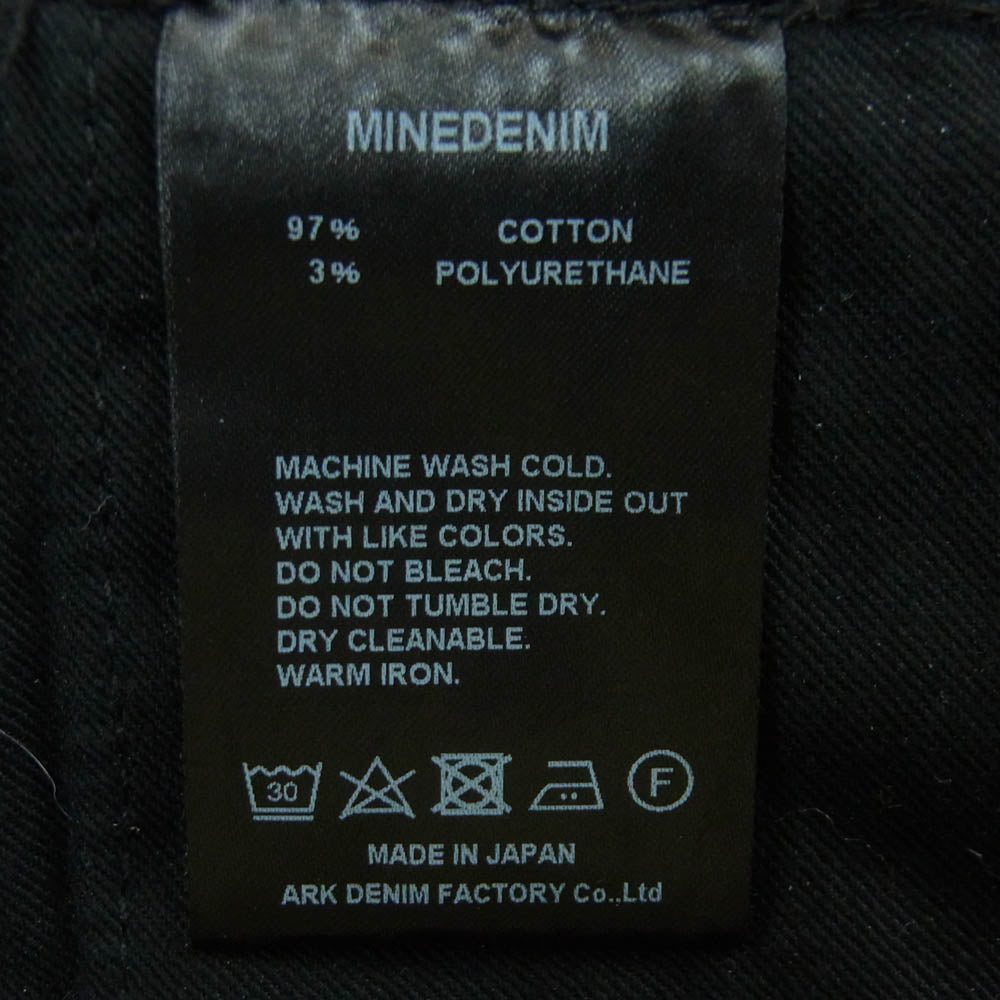 MINEDENIM
97% COTTON
3% POLYURETHANE
MACHINE WASH COLD.
WASH AND DRY INSIDE OUT
WITH LIKE COLORS.
DO NOT BLEACH.
DO NOT TUMBLE DRY.
DRY CLEANABLE.
WARM IRON.
30 F
MADE IN JAPAN
ARK DENIM FACTORY Co.,Ltd